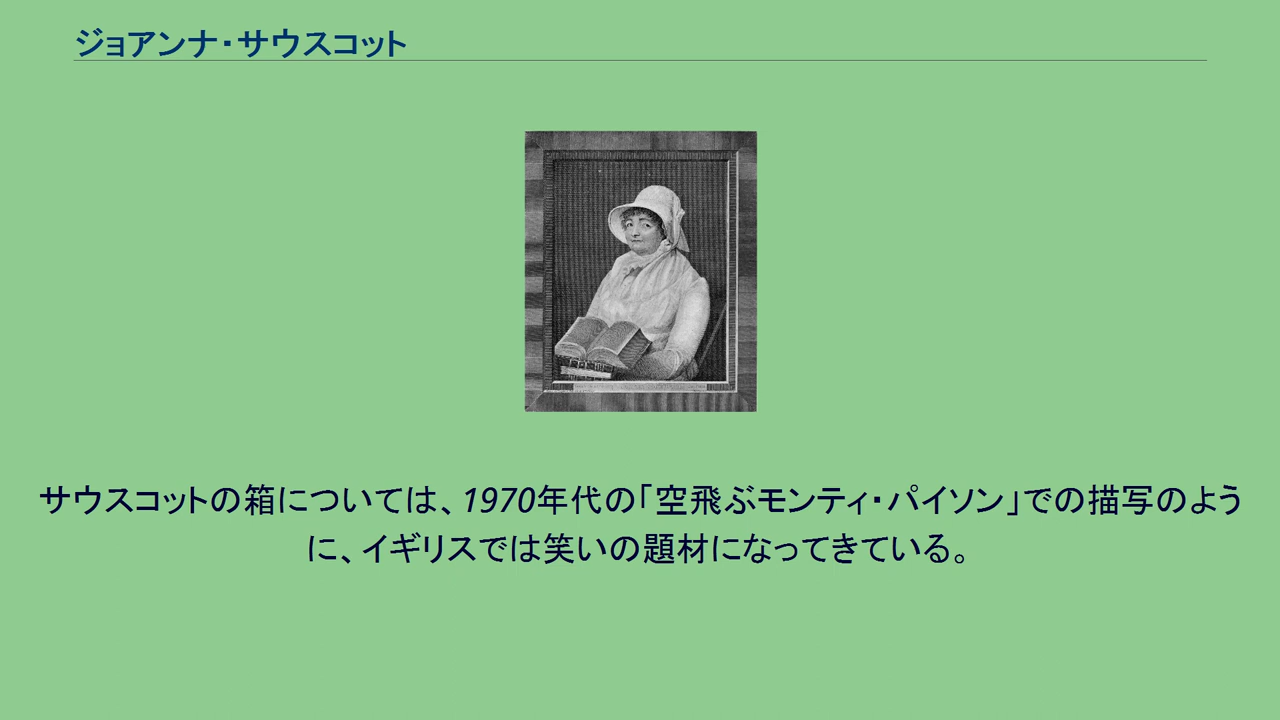 ジョアンナ・サウスコット
サウスコットの箱については、1970年代の「空飛ぶモンティ・パイソン」での描写のよう
に、イギリスでは笑いの題材になってきている。